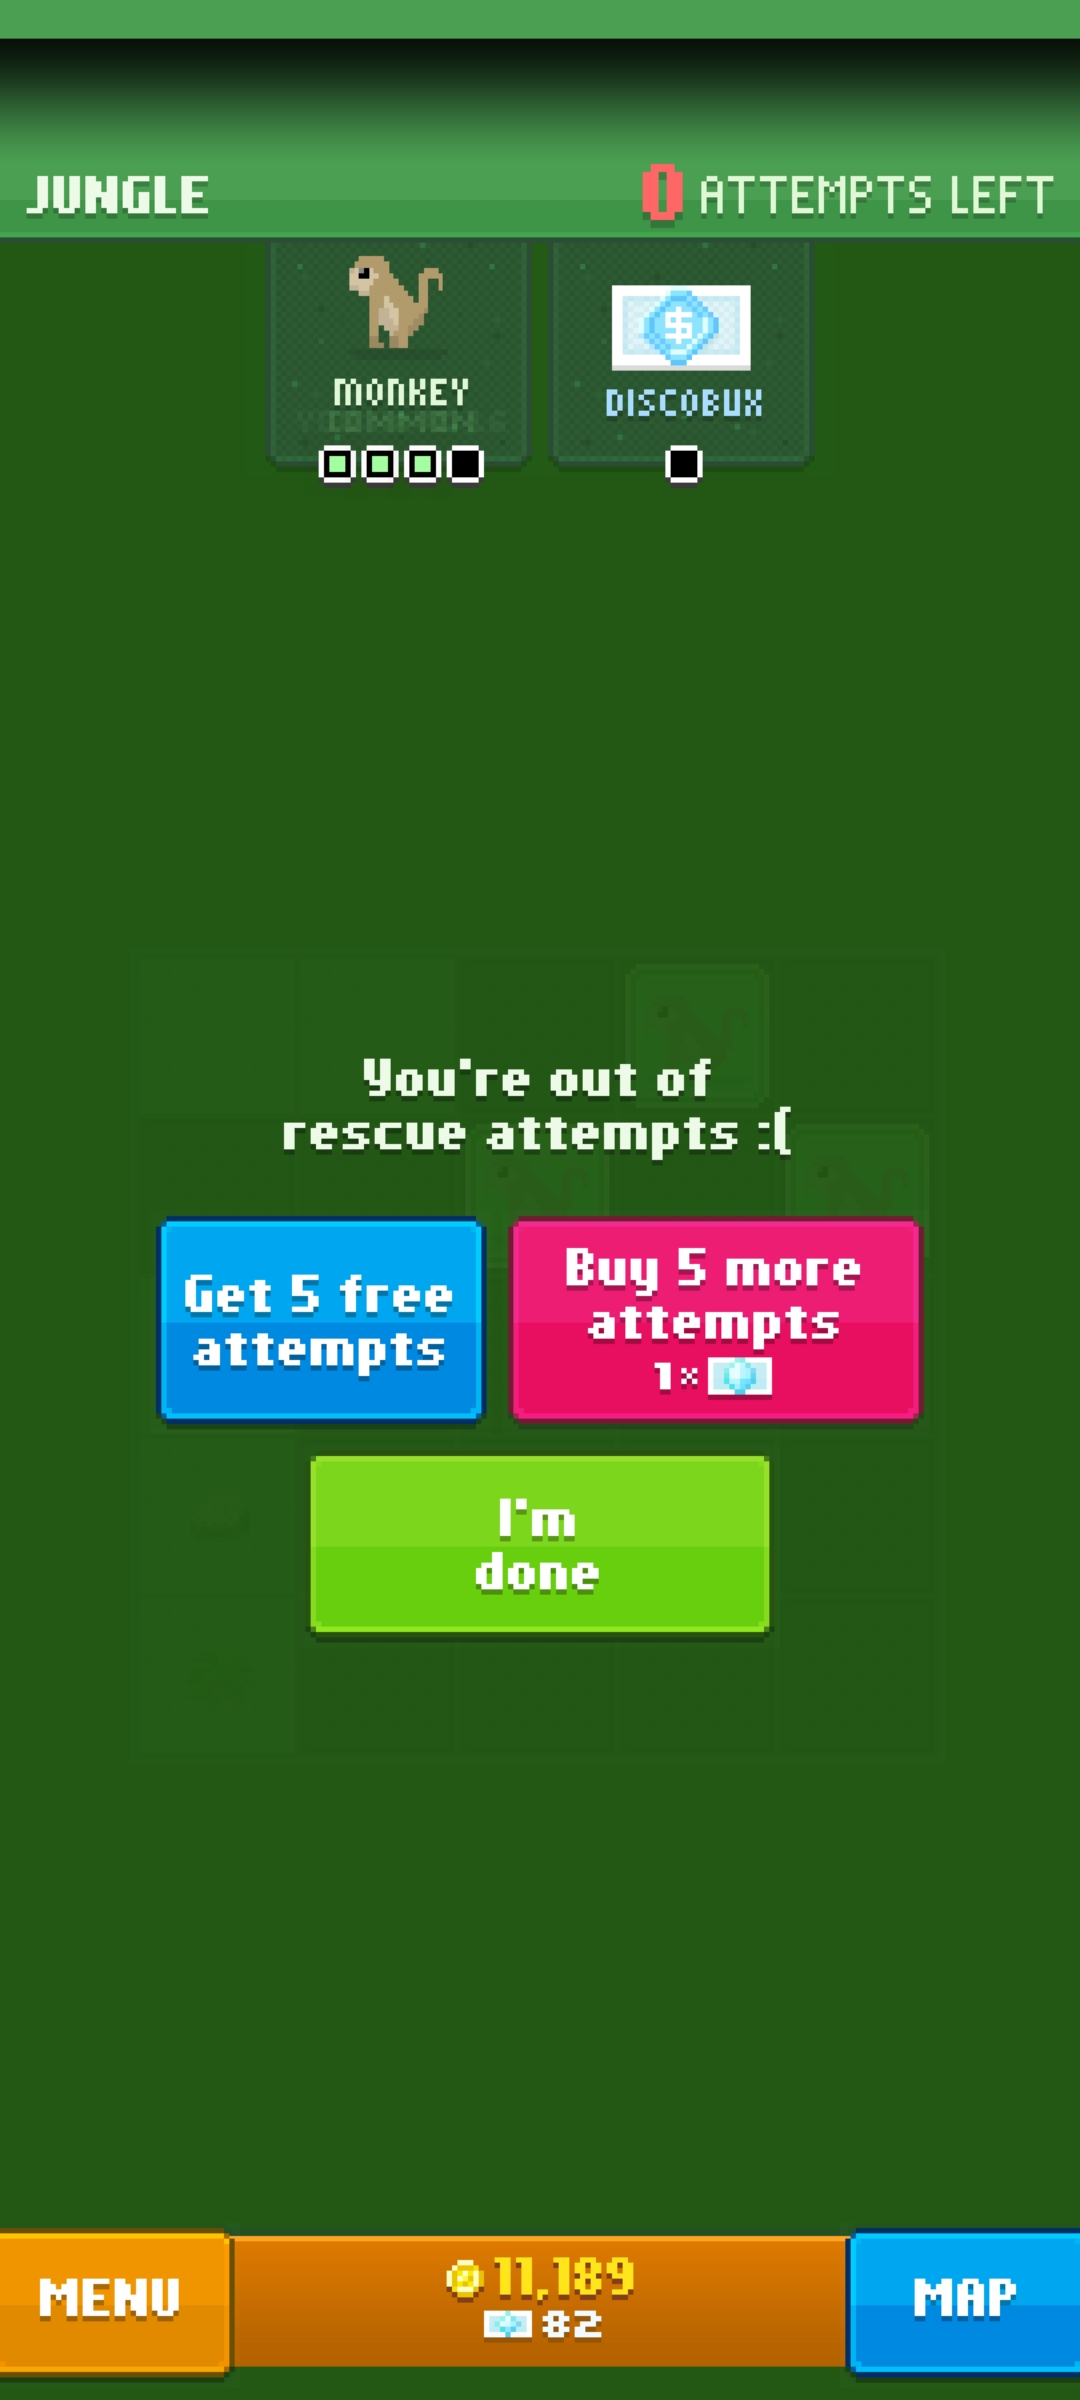 JUNGLE
0 ATTEMPTS LEFT
MONKEY
DISCOBUX
You're out of
rescue attempts :(
Get 5 free
attempts
Buy 5 more
attempts
1×
I'm
done
MENU
11,189
82
MAP